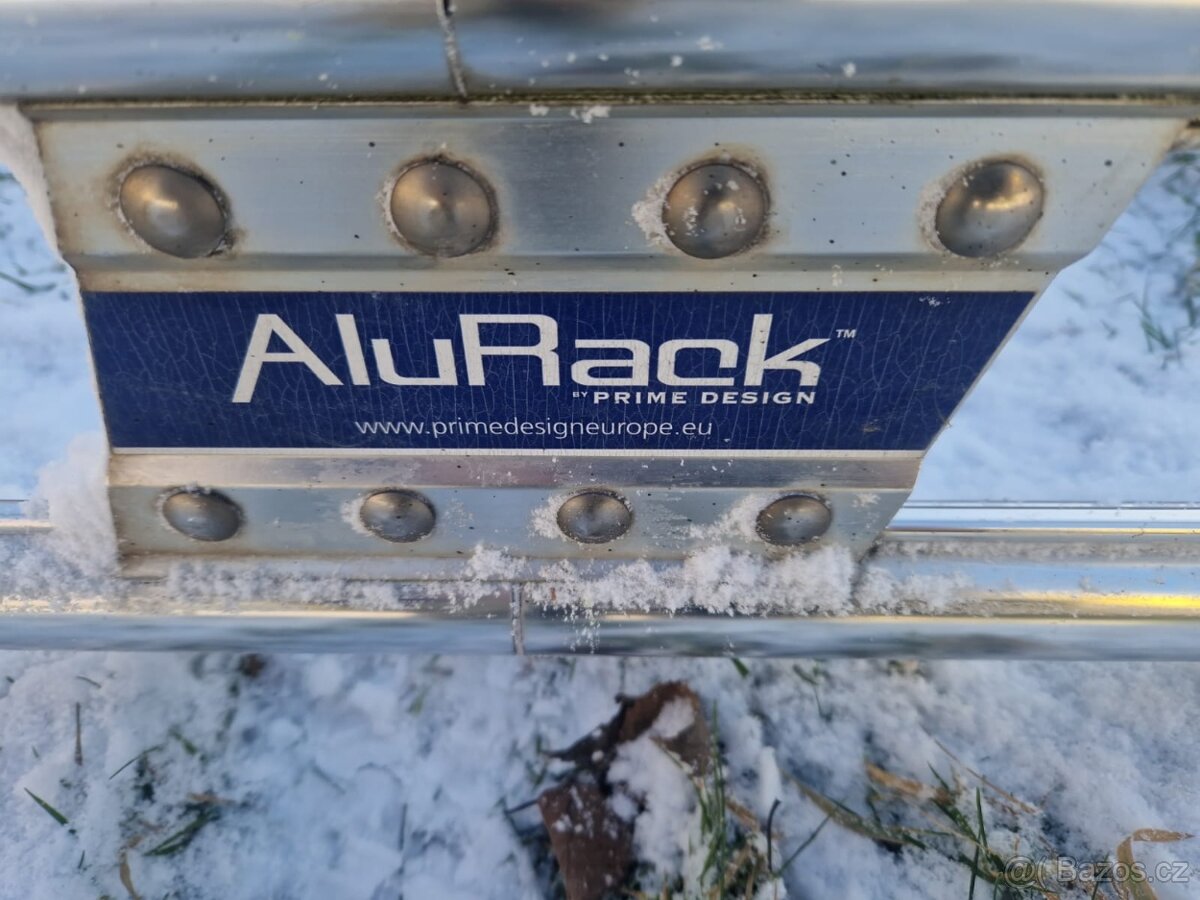 AluRack™
BY PRIME DESIGN
www.primedesigneurope.eu
@ Bazos.cz